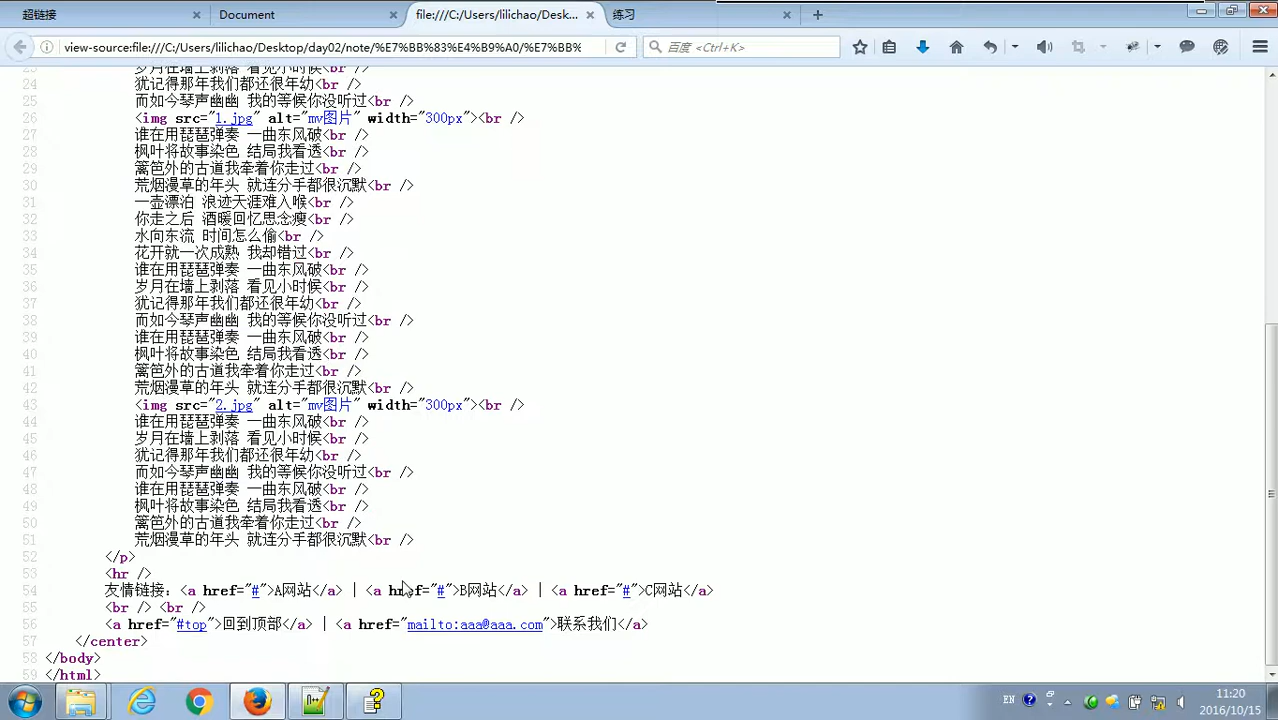 超链接
Document
file:///C:/Users/lilichao/Desk...
练习
view-source:file:///C:/Users/lilichao/Desktop/day02/note/%E7%BB%83%E4%B9%A0/%E7%BB%
百度 <Ctrl+K>
23 岁月在墙上剥落 看见小时候<br />
24 犹记得那年我们都还很年幼<br />
25 而如今琴声幽幽 我的等候你没听过<br />
26 <img src="1.jpg" alt="mv图片" width="300px"><br />
27 谁在用琵琶弹奏 一曲东风破<br />
28 枫叶将故事染色 结局我看透<br />
29 篱笆外的古道我牵着你走过<br />
30 荒烟漫草的年头 就连分手都很沉默<br />
31 一壶漂泊 浪迹天涯难入喉<br />
32 你走之后 酒暖回忆思念瘦<br />
33 水向东流 时间怎么偷<br />
34 花开就一次成熟 我却错过<br />
35 谁在用琵琶弹奏 一曲东风破<br />
36 岁月在墙上剥落 看见小时候<br />
37 犹记得那年我们都还很年幼<br />
38 而如今琴声幽幽 我的等候你没听过<br />
39 谁在用琵琶弹奏 一曲东风破<br />
40 枫叶将故事染色 结局我看透<br />
41 篱笆外的古道我牵着你走过<br />
42 荒烟漫草的年头 就连分手都很沉默<br />
43 <img src="2.jpg" alt="mv图片" width="300px"><br />
44 谁在用琵琶弹奏 一曲东风破<br />
45 岁月在墙上剥落 看见小时候<br />
46 犹记得那年我们都还很年幼<br />
47 而如今琴声幽幽 我的等候你没听过<br />
48 谁在用琵琶弹奏 一曲东风破<br />
49 枫叶将故事染色 结局我看透<br />
50 篱笆外的古道我牵着你走过<br />
51 荒烟漫草的年头 就连分手都很沉默<br />
52 </p>
53 <hr />
54 友情链接：<a href="#">A网站</a> | <a href="#">B网站</a> | <a href="#">C网站</a>
55 <br /> <br />
56 <a href="#top">回到顶部</a> | <a href="mailto:aaa@aaa.com">联系我们</a>
57 </center>
58 </body>
59 </html>
EN
11:20
2016/10/15